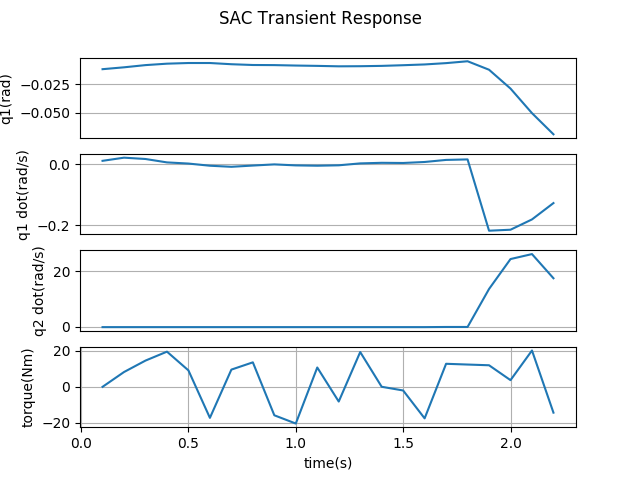 SAC Transient Response
q1(rad)
−0.025
−0.050
q1 dot(rad/s)
0.0
−0.2
q2 dot(rad/s)
20
0
torque(Nm)
20
0
−20
0.0 0.5 1.0 1.5 2.0
time(s)